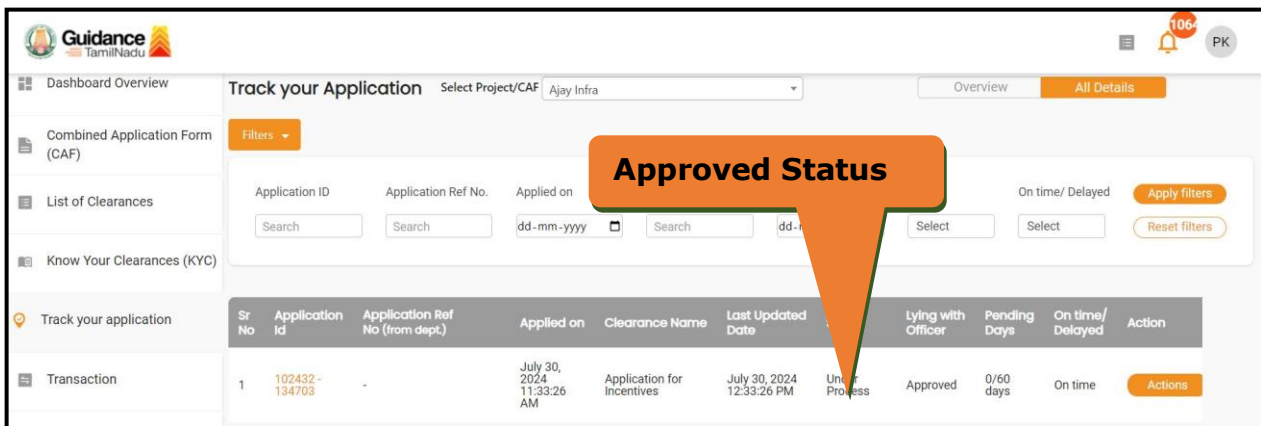 Guidance
TamilNadu
1064
PK
Dashboard Overview
Track your Application
Select Project/CAF
Ajay Infra
Overview
All Details
Combined Application Form
(CAF)
Filters
Approved Status
Application ID
Application Ref No.
Applied on
On time/ Delayed
Apply filters
List of Clearances
Search
Search
dd-mm-yyyy
Search
Select
Select
Reset filters
Know Your Clearances (KYC)
Track your application
Sr No
Application Id
Application Ref No (from dept.)
Applied on
Clearance Name
Last Updated Date
Lying with Officer
Pending Days
On time/ Delayed
Action
Transaction
1
102432 - 134703
-
July 30, 2024 11:33:26 AM
Application for Incentives
July 30, 2024 12:33:26 PM
Under Process
Approved
0/60 days
On time
Actions